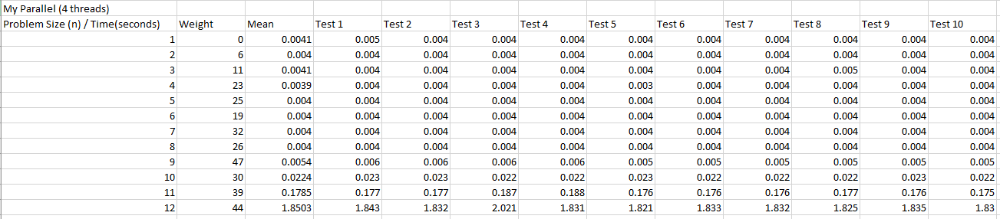 My Parallel (4 threads)
Problem Size (n) / Time(seconds) Weight Mean Test 1 Test 2 Test 3 Test 4 Test 5 Test 6 Test 7 Test 8 Test 9 Test 10
1 0 0.0041 0.005 0.004 0.004 0.004 0.004 0.004 0.004 0.004 0.004 0.004
2 6 0.004 0.004 0.004 0.004 0.004 0.004 0.004 0.004 0.004 0.004 0.004
3 11 0.0041 0.004 0.004 0.004 0.004 0.004 0.004 0.004 0.005 0.004 0.004
4 23 0.0039 0.004 0.004 0.004 0.004 0.003 0.004 0.004 0.004 0.004 0.004
5 25 0.004 0.004 0.004 0.004 0.004 0.004 0.004 0.004 0.004 0.004 0.004
6 19 0.004 0.004 0.004 0.004 0.004 0.004 0.004 0.004 0.004 0.004 0.004
7 32 0.004 0.004 0.004 0.004 0.004 0.004 0.004 0.004 0.004 0.004 0.004
8 26 0.004 0.004 0.004 0.004 0.004 0.004 0.004 0.004 0.004 0.004 0.004
9 47 0.0054 0.006 0.006 0.006 0.006 0.005 0.005 0.005 0.005 0.005 0.005
10 30 0.0224 0.023 0.023 0.022 0.022 0.023 0.022 0.022 0.022 0.023 0.022
11 39 0.1785 0.177 0.177 0.187 0.188 0.176 0.176 0.176 0.177 0.176 0.175
12 44 1.8503 1.843 1.832 2.021 1.831 1.821 1.833 1.832 1.825 1.835 1.83